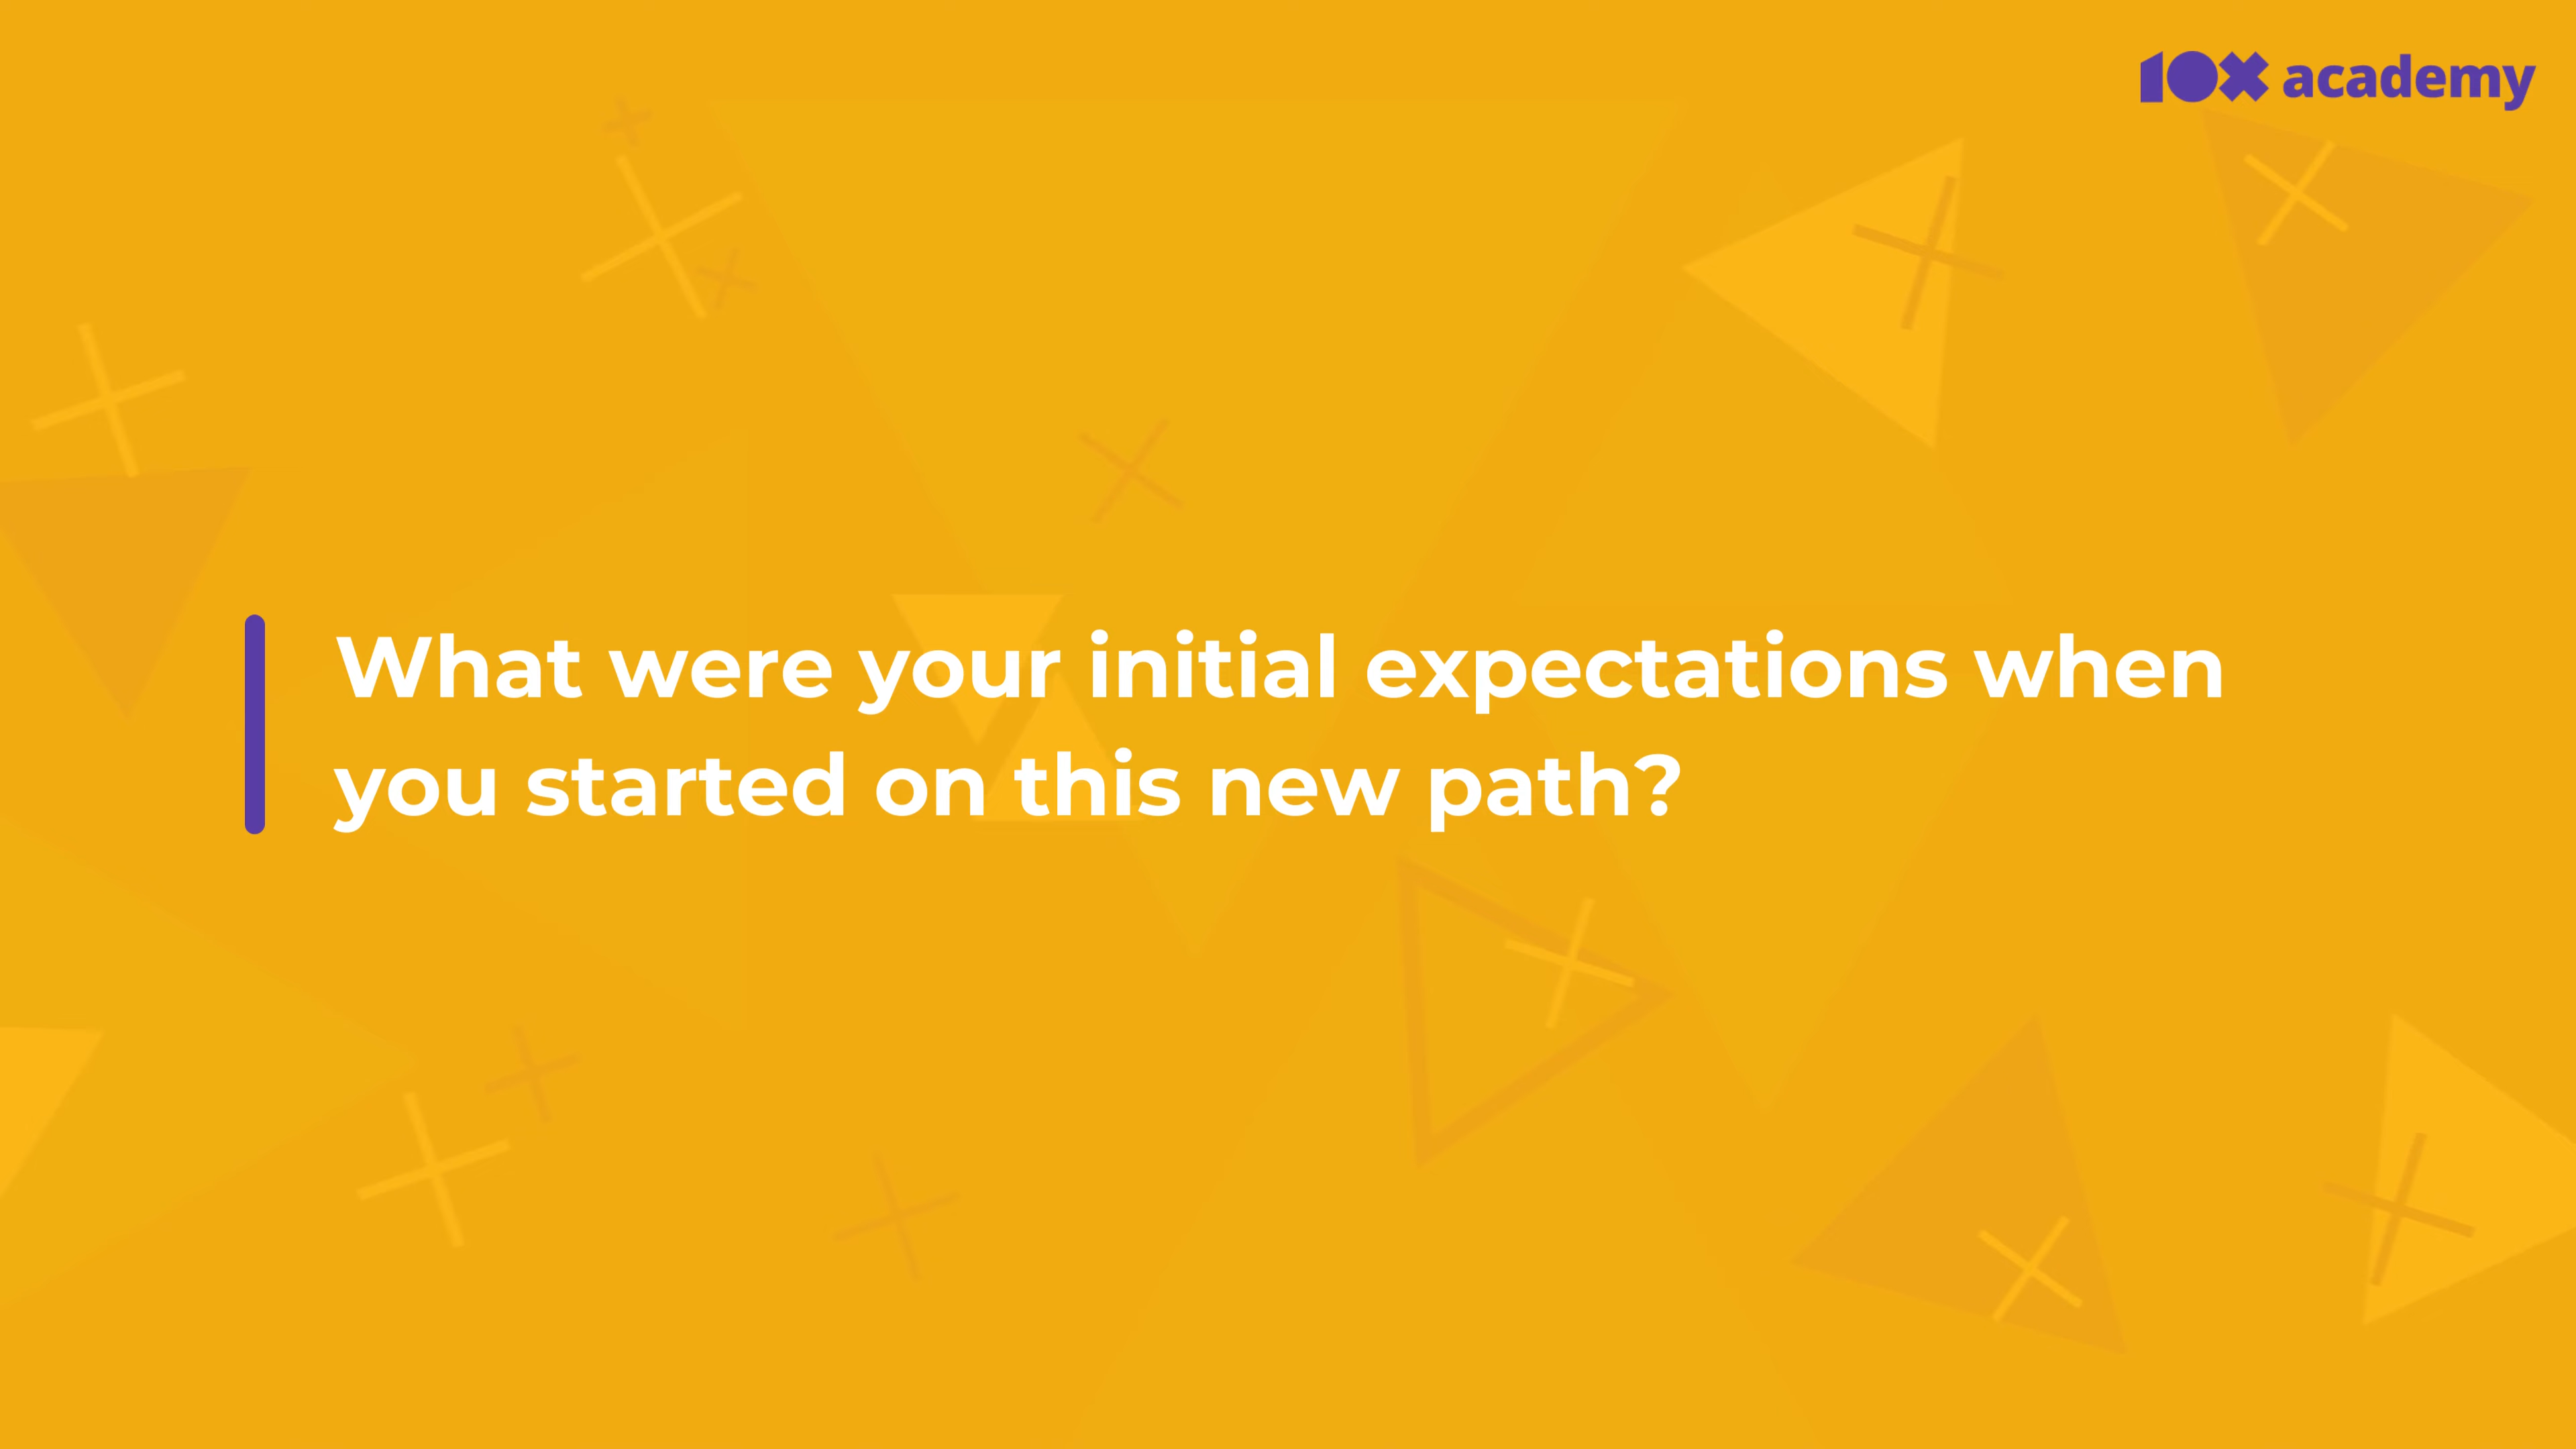 10x academy
What were your initial expectations when
you started on this new path?